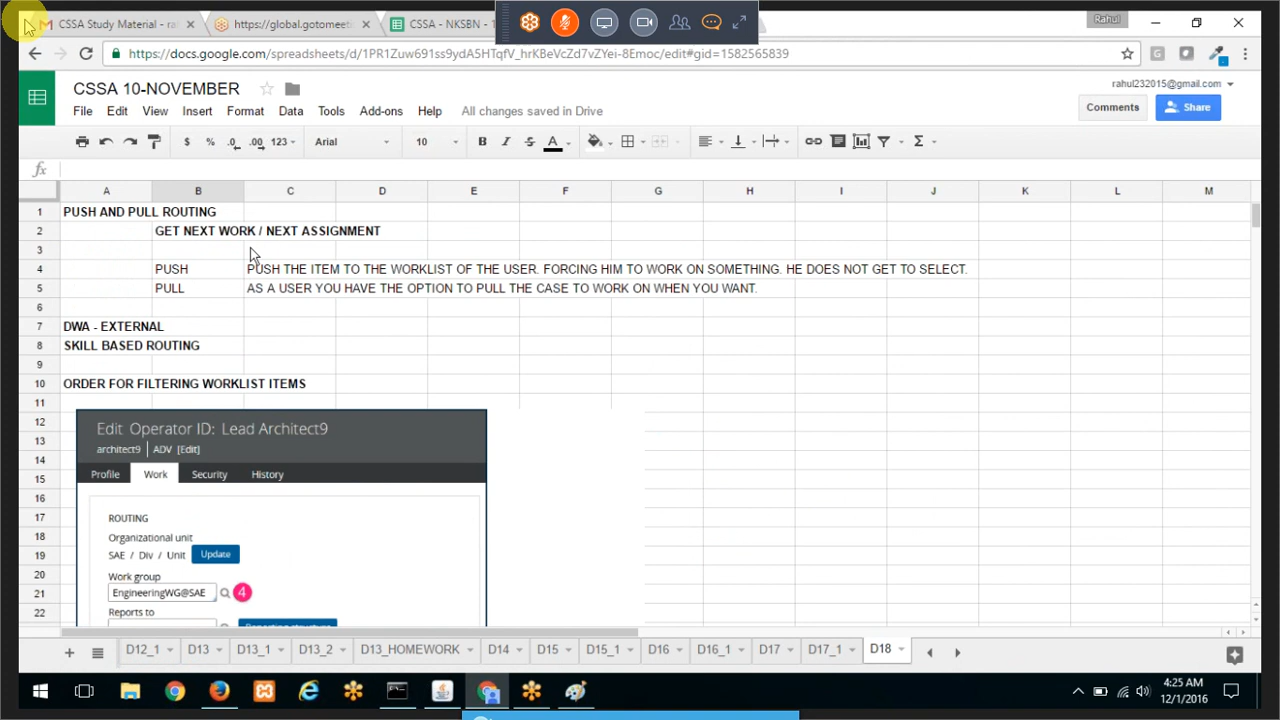 CSSA Study Material - ra
https://global.gotomeeti
CSSA - NKSBN -
Rahul
https://docs.google.com/spreadsheets/d/1PR1Zuw691ss9ydA5HTqfV_hrKBeVcZd7vZYei-8Emoc/edit#gid=1582565839
CSSA 10-NOVEMBER
rahul232015@gmail.com
File Edit View Insert Format Data Tools Add-ons Help All changes saved in Drive
Comments Share
$ % .0 .00 123 Arial 10 B I S A Σ
fx
A B C D E F G H I J K L M
1 PUSH AND PULL ROUTING
2 GET NEXT WORK / NEXT ASSIGNMENT
3
4 PUSH PUSH THE ITEM TO THE WORKLIST OF THE USER. FORCING HIM TO WORK ON SOMETHING. HE DOES NOT GET TO SELECT.
5 PULL AS A USER YOU HAVE THE OPTION TO PULL THE CASE TO WORK ON WHEN YOU WANT.
6
7 DWA - EXTERNAL
8 SKILL BASED ROUTING
9
10 ORDER FOR FILTERING WORKLIST ITEMS
11
12
13
14
15
16
17
18
19
20
21
22
Edit Operator ID: Lead Architect9
architect9 ADV [Edit]
Profile Work Security History
ROUTING
Organizational unit
SAE / Div / Unit Update
Work group
EngineeringWG@SAE 4
Reports to
Reporting structure
D12_1 D13 D13_1 D13_2 D13_HOMEWORK D14 D15 D15_1 D16 D16_1 D17 D17_1 D18
4:25 AM
12/1/2016